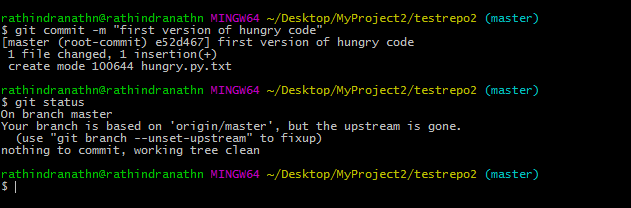 rathindranathn@rathindranathn MINGW64 ~/Desktop/MyProject2/testrepo2 (master)
$ git commit -m "first version of hungry code"
[master (root-commit) e52d467] first version of hungry code
 1 file changed, 1 insertion(+)
 create mode 100644 hungry.py.txt
rathindranathn@rathindranathn MINGW64 ~/Desktop/MyProject2/testrepo2 (master)
$ git status
On branch master
Your branch is based on 'origin/master', but the upstream is gone.
  (use "git branch --unset-upstream" to fixup)
nothing to commit, working tree clean
rathindranathn@rathindranathn MINGW64 ~/Desktop/MyProject2/testrepo2 (master)
$